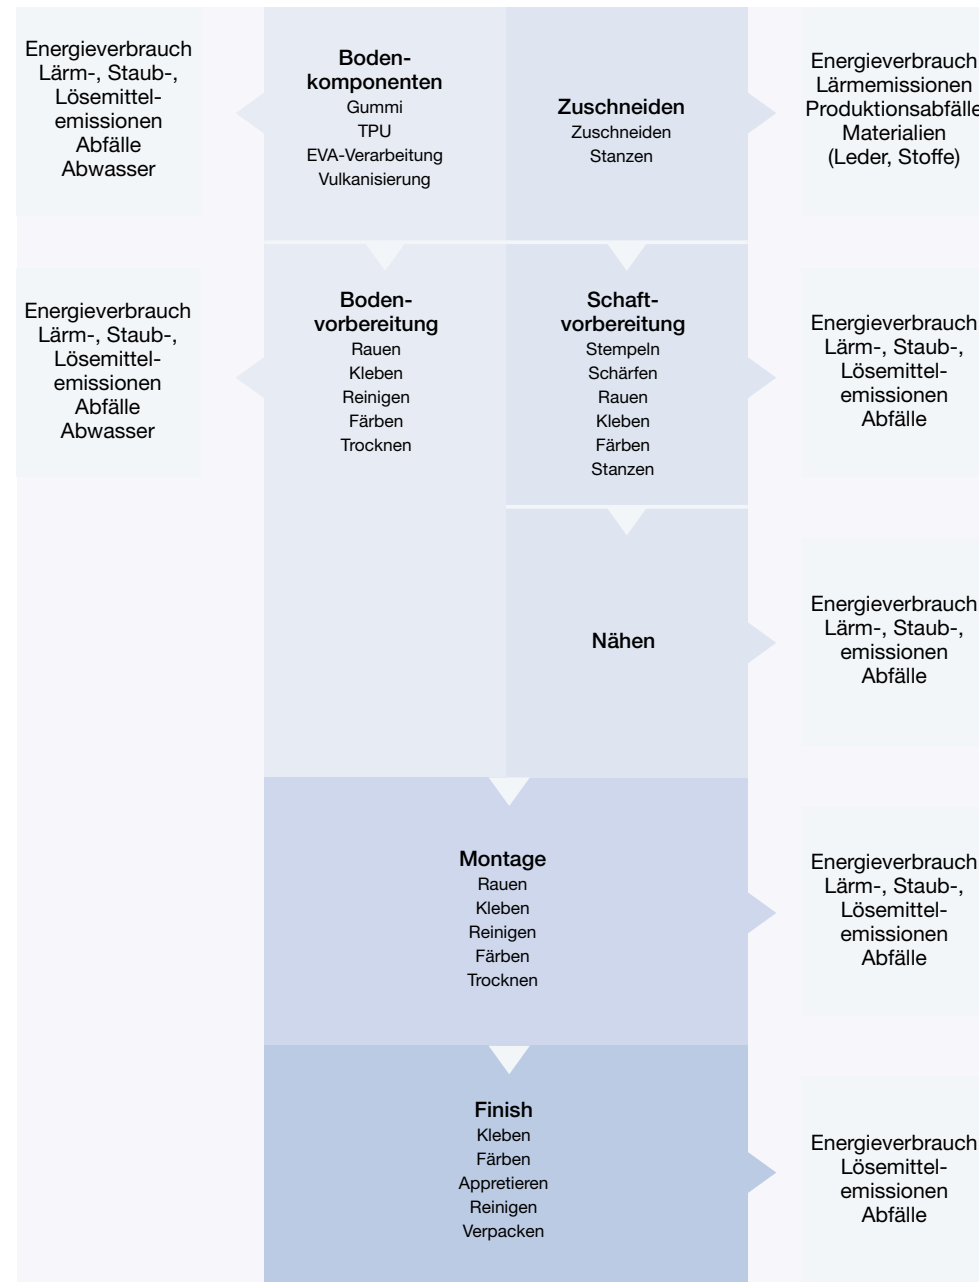 Energieverbrauch
Lärm-, Staub-,
Lösemittel-
emissionen
Abfälle
Abwasser
Boden-
komponenten
Gummi
TPU
EVA-Verarbeitung
Vulkanisierung
Zuschneiden
Zuschneiden
Stanzen
Energieverbrauch
Lärmemissionen
Produktionsabfälle
Materialien
(Leder, Stoffe)
Energieverbrauch
Lärm-, Staub-,
Lösemittel-
emissionen
Abfälle
Abwasser
Boden-
vorbereitung
Rauen
Kleben
Reinigen
Färben
Trocknen
Schaft-
vorbereitung
Stempeln
Schärfen
Rauen
Kleben
Färben
Stanzen
Energieverbrauch
Lärm-, Staub-,
Lösemittel-
emissionen
Abfälle
Nähen
Energieverbrauch
Lärm-, Staub-,
emissionen
Abfälle
Montage
Rauen
Kleben
Reinigen
Färben
Trocknen
Energieverbrauch
Lärm-, Staub-,
Lösemittel-
emissionen
Abfälle
Finish
Kleben
Färben
Appretieren
Reinigen
Verpacken
Energieverbrauch
Lösemittel-
emissionen
Abfälle